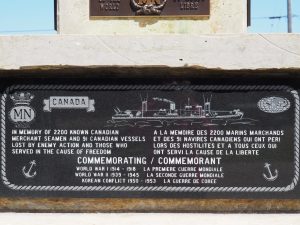 WORLD
LIBRE
MN
CANADA
IN MEMORY OF 2200 KNOWN CANADIAN
MERCHANT SEAMEN AND 91 CANADIAN VESSELS
LOST BY ENEMY ACTION AND THOSE WHO
SERVED IN THE CAUSE OF FREEDOM
A LA MEMOIRE DES 2200 MARINS MARCHANDS
ET DES 91 NAVIRES CANADIENS QUI ONT PERI
LORS DES HOSTILITES ET A TOUS CEUX QUI
ONT SERVI LA CAUSE DE LA LIBERTE
COMMEMORATING / COMMEMORANT
WORLD WAR I 1914 - 1918 LA PREMIERE GUERRE MONDIALE
WORLD WAR II 1939 - 1945 LA SECONDE GUERRE MONDIALE
KOREAN CONFLICT 1950 - 1953 LA GUERRE DE COREE